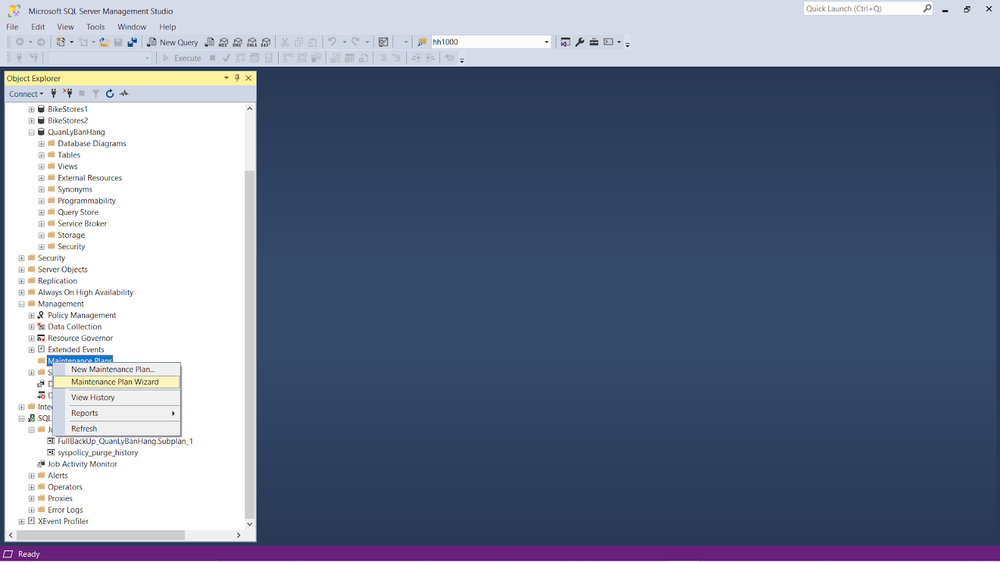 Microsoft SQL Server Management Studio
Quick Launch (Ctrl+Q)
File Edit View Tools Window Help
New Query MDX DMX XMLA DAX hh1000
Execute
Object Explorer
Connect
BikeStores1
BikeStores2
QuanLyBanHang
Database Diagrams
Tables
Views
External Resources
Synonyms
Programmability
Query Store
Service Broker
Storage
Security
Security
Server Objects
Replication
Always On High Availability
Management
Policy Management
Data Collection
Resource Governor
Extended Events
Maintenance Plans
New Maintenance Plan...
Maintenance Plan Wizard
View History
Reports
Refresh
SQL
FullBackUp_QuanLyBanHang.Subplan_1
syspolicy_purge_history
Job Activity Monitor
Alerts
Operators
Proxies
Error Logs
XEvent Profiler
Ready